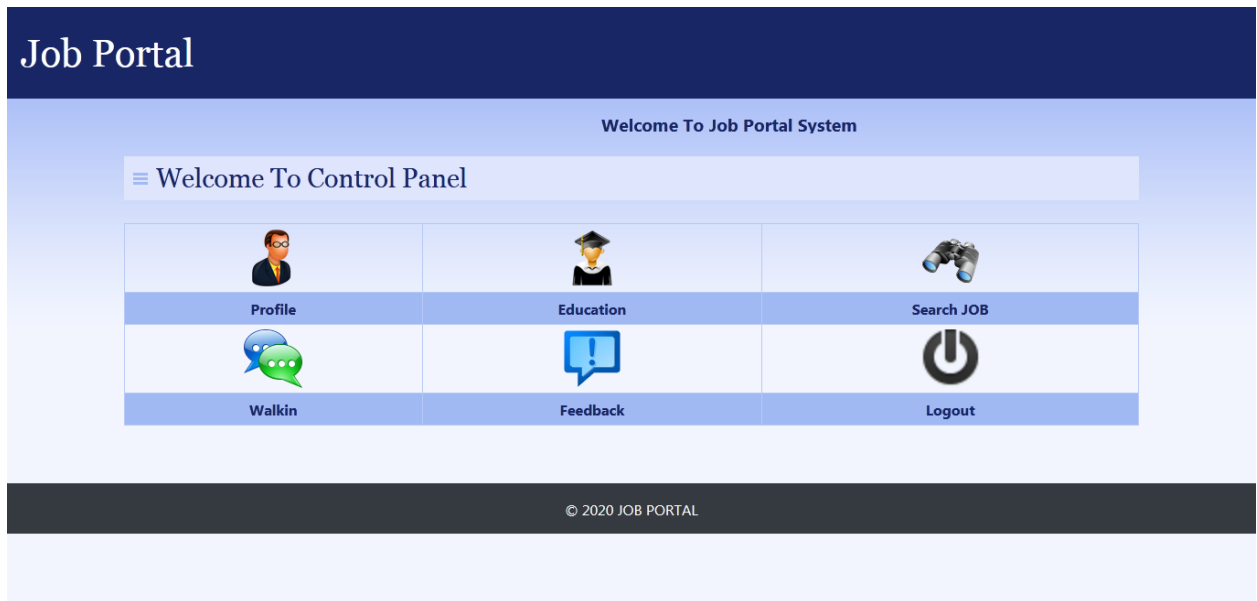 Job Portal
Welcome To Job Portal System
Welcome To Control Panel
Profile Education Search JOB
Walkin Feedback Logout
© 2020 JOB PORTAL